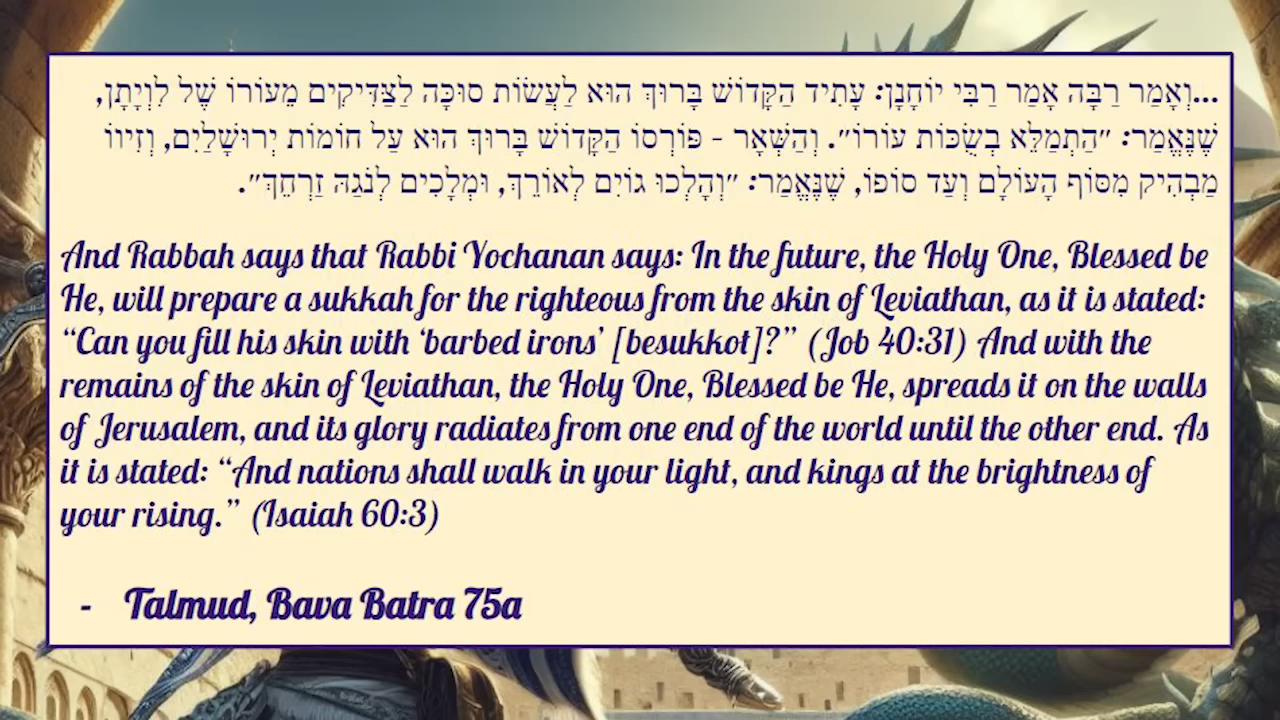 ...וְאָמַר רַבָּה אָמַר רַבִּי יוֹחָנָן: עָתִיד הַקָּדוֹשׁ בָּרוּךְ הוּא לַעֲשׂוֹת סוּכָּה לַצַּדִּיקִים מֵעוֹרוֹ שֶׁל לִוְיָתָן,
שֶׁנֶּאֱמַר: ״הַתְמַלֵּא בְשֻׂכּוֹת עוֹרוֹ״. וְהַשְּׁאָר - פּוֹרְסוֹ הַקָּדוֹשׁ בָּרוּךְ הוּא עַל חוֹמוֹת יְרוּשָׁלַיִם, וְזִיווֹ
מַבְהִיק מִסּוֹף הָעוֹלָם וְעַד סוֹפוֹ, שֶׁנֶּאֱמַר: ״וְהָלְכוּ גוֹיִם לְאוֹרֵךְ, וּמְלָכִים לְנֹגַהּ זַרְחֵךְ״.
And Rabbah says that Rabbi Yochanan says: In the future, the Holy One, Blessed be
He, will prepare a sukkah for the righteous from the skin of Leviathan, as it is stated:
“Can you fill his skin with ‘barbed irons’ [besukkot]?” (Job 40:31) And with the
remains of the skin of Leviathan, the Holy One, Blessed be He, spreads it on the walls
of Jerusalem, and its glory radiates from one end of the world until the other end. As
it is stated: “And nations shall walk in your light, and kings at the brightness of
your rising.” (Isaiah 60:3)
- Talmud, Bava Batra 75a